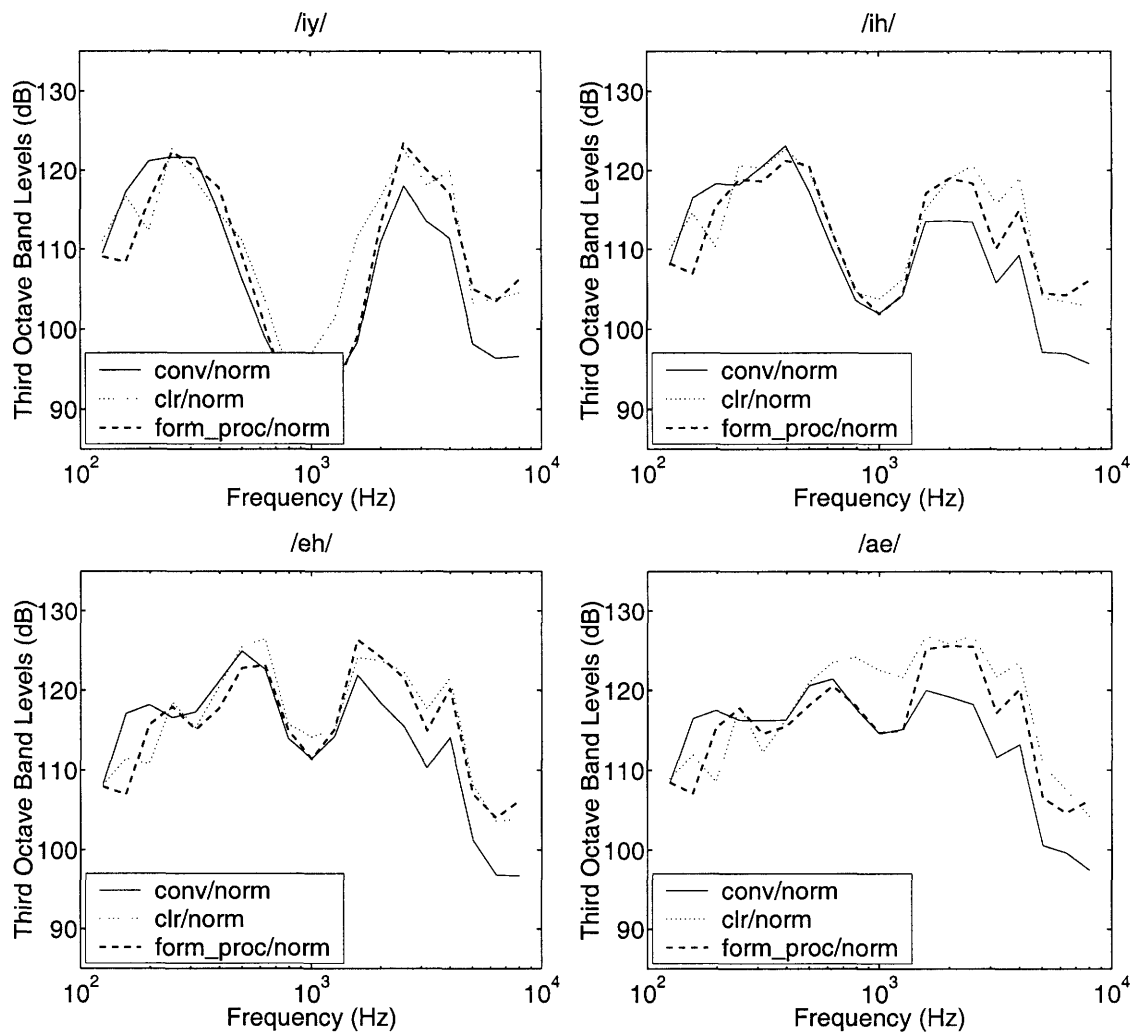 /iy/
Third Octave Band Levels (dB)
130
120
110
100
90
conv/norm
clr/norm
form_proc/norm
10^2
10^3
10^4
Frequency (Hz)
/ih/
Third Octave Band Levels (dB)
130
120
110
100
90
conv/norm
clr/norm
form_proc/norm
10^2
10^3
10^4
Frequency (Hz)
/eh/
Third Octave Band Levels (dB)
130
120
110
100
90
conv/norm
clr/norm
form_proc/norm
10^2
10^3
10^4
Frequency (Hz)
/ae/
Third Octave Band Levels (dB)
130
120
110
100
90
conv/norm
clr/norm
form_proc/norm
10^2
10^3
10^4
Frequency (Hz)